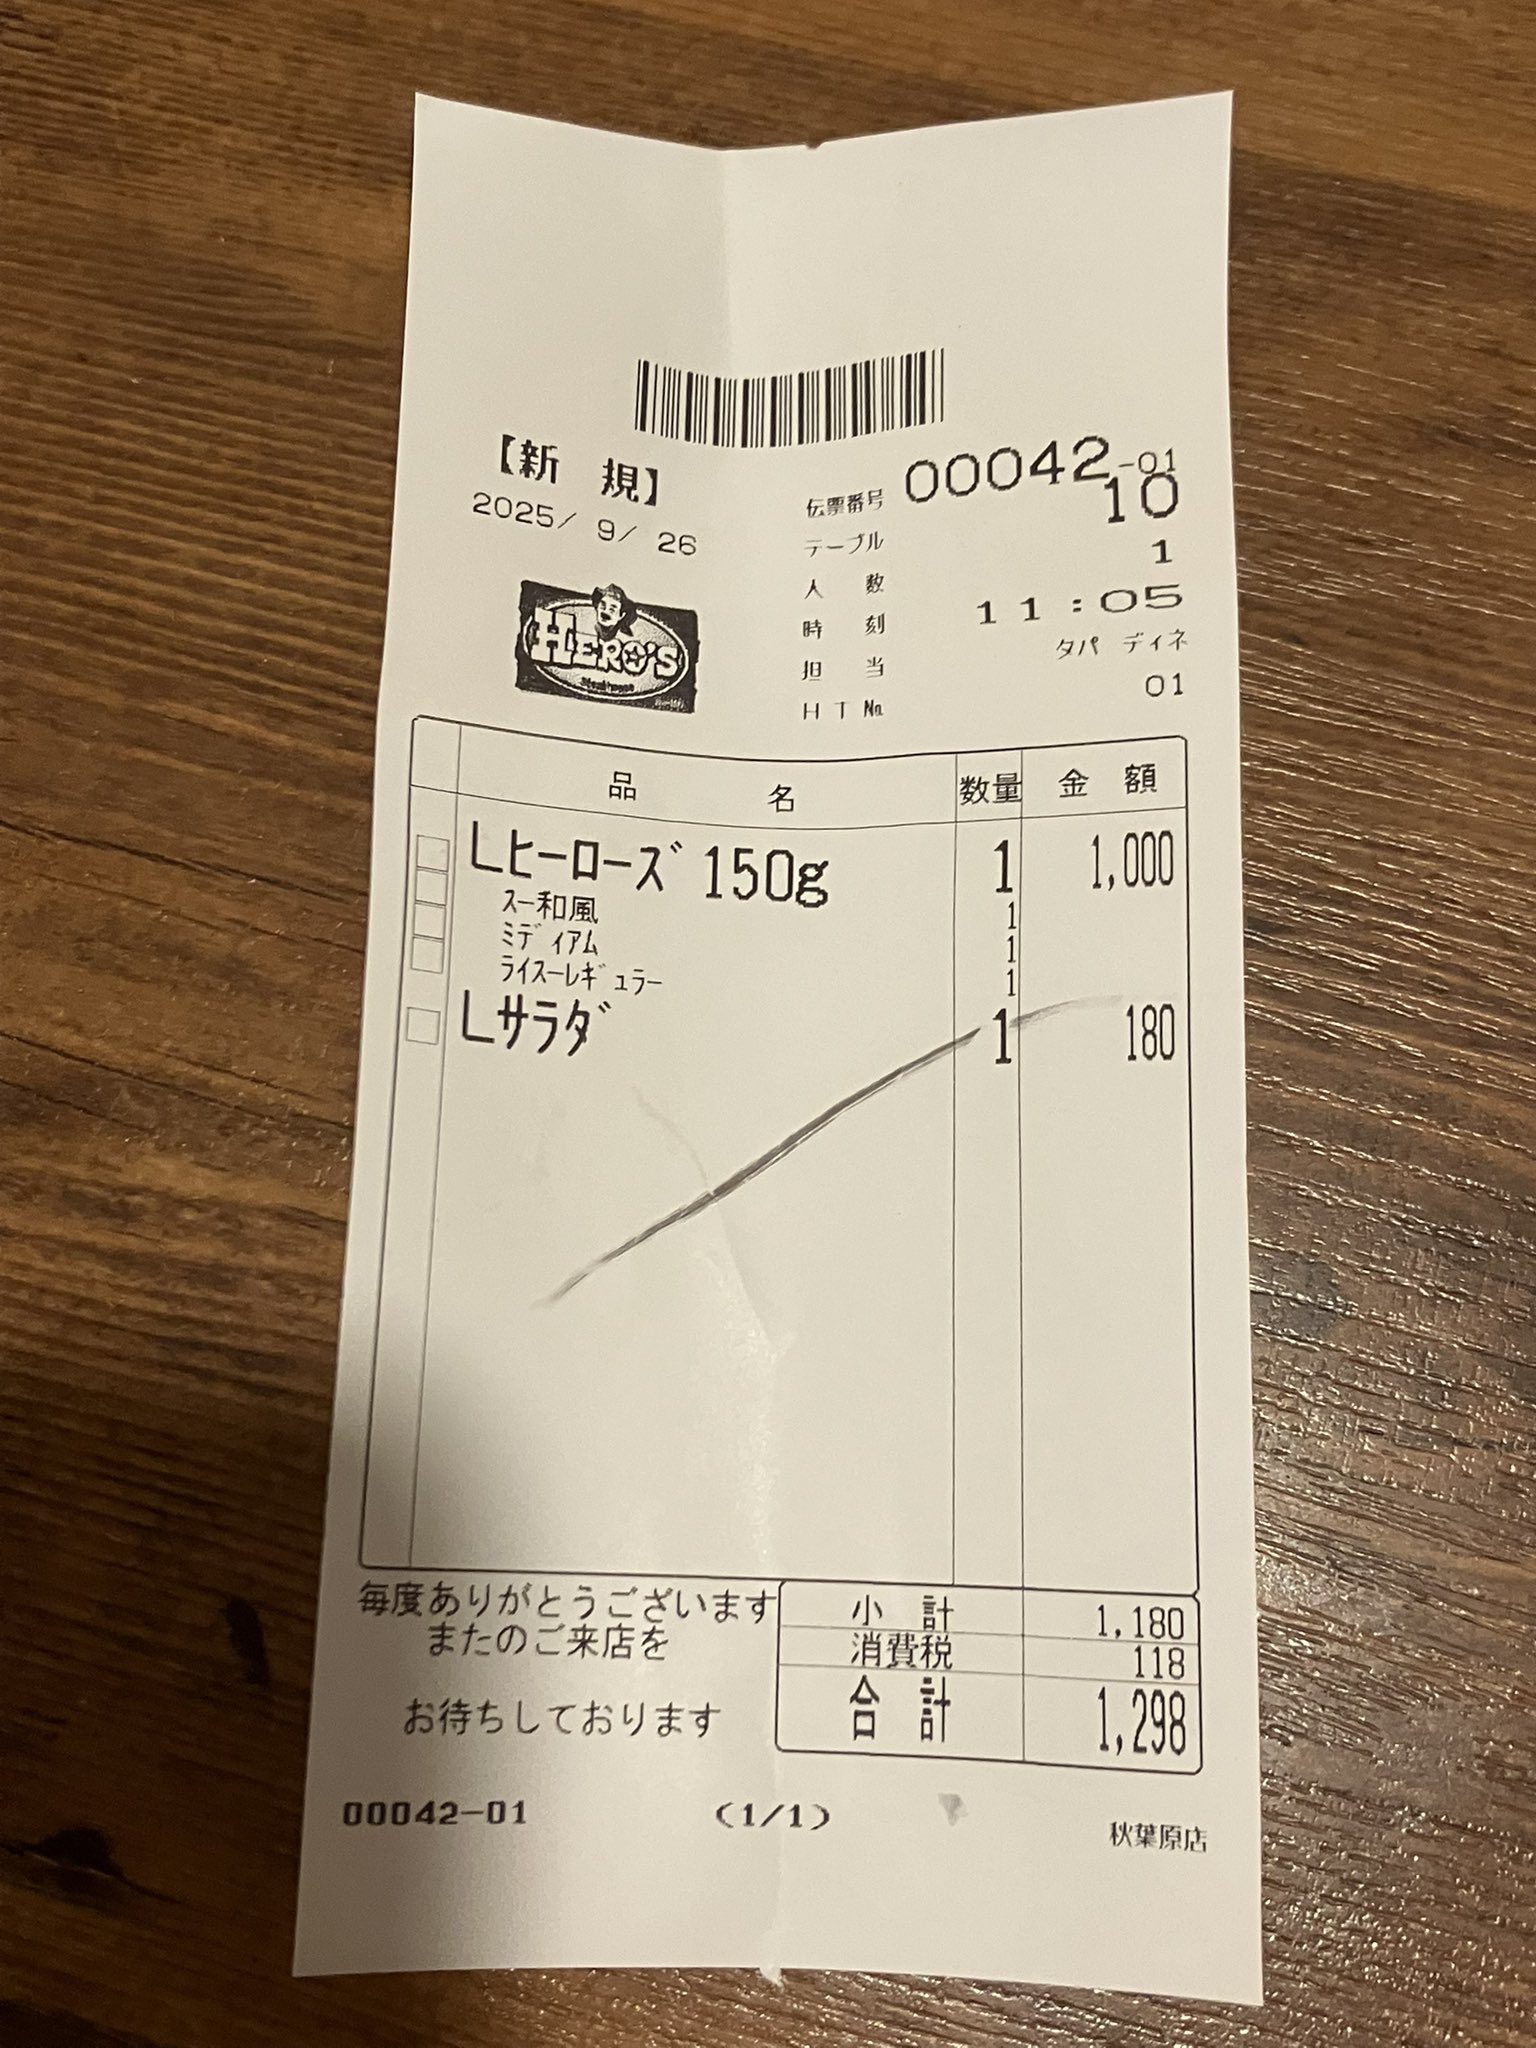 【新 規】
2025/ 9/ 26
伝票番号 00042-01
テーブル 10
人 数 1
時 刻 11:05
担 当 タパ ディネ
H T No. 01
HERO'S
品 名 数量 金 額
Lヒーローズ 150g 1 1,000
スー和風 1
ミディアム 1
ライスーレギュラー 1
Lサラダ 1 180
毎度ありがとうございます
またのご来店を
お待ちしております
小 計 1,180
消費税 118
合 計 1,298
00042-01 (1/1) 秋葉原店